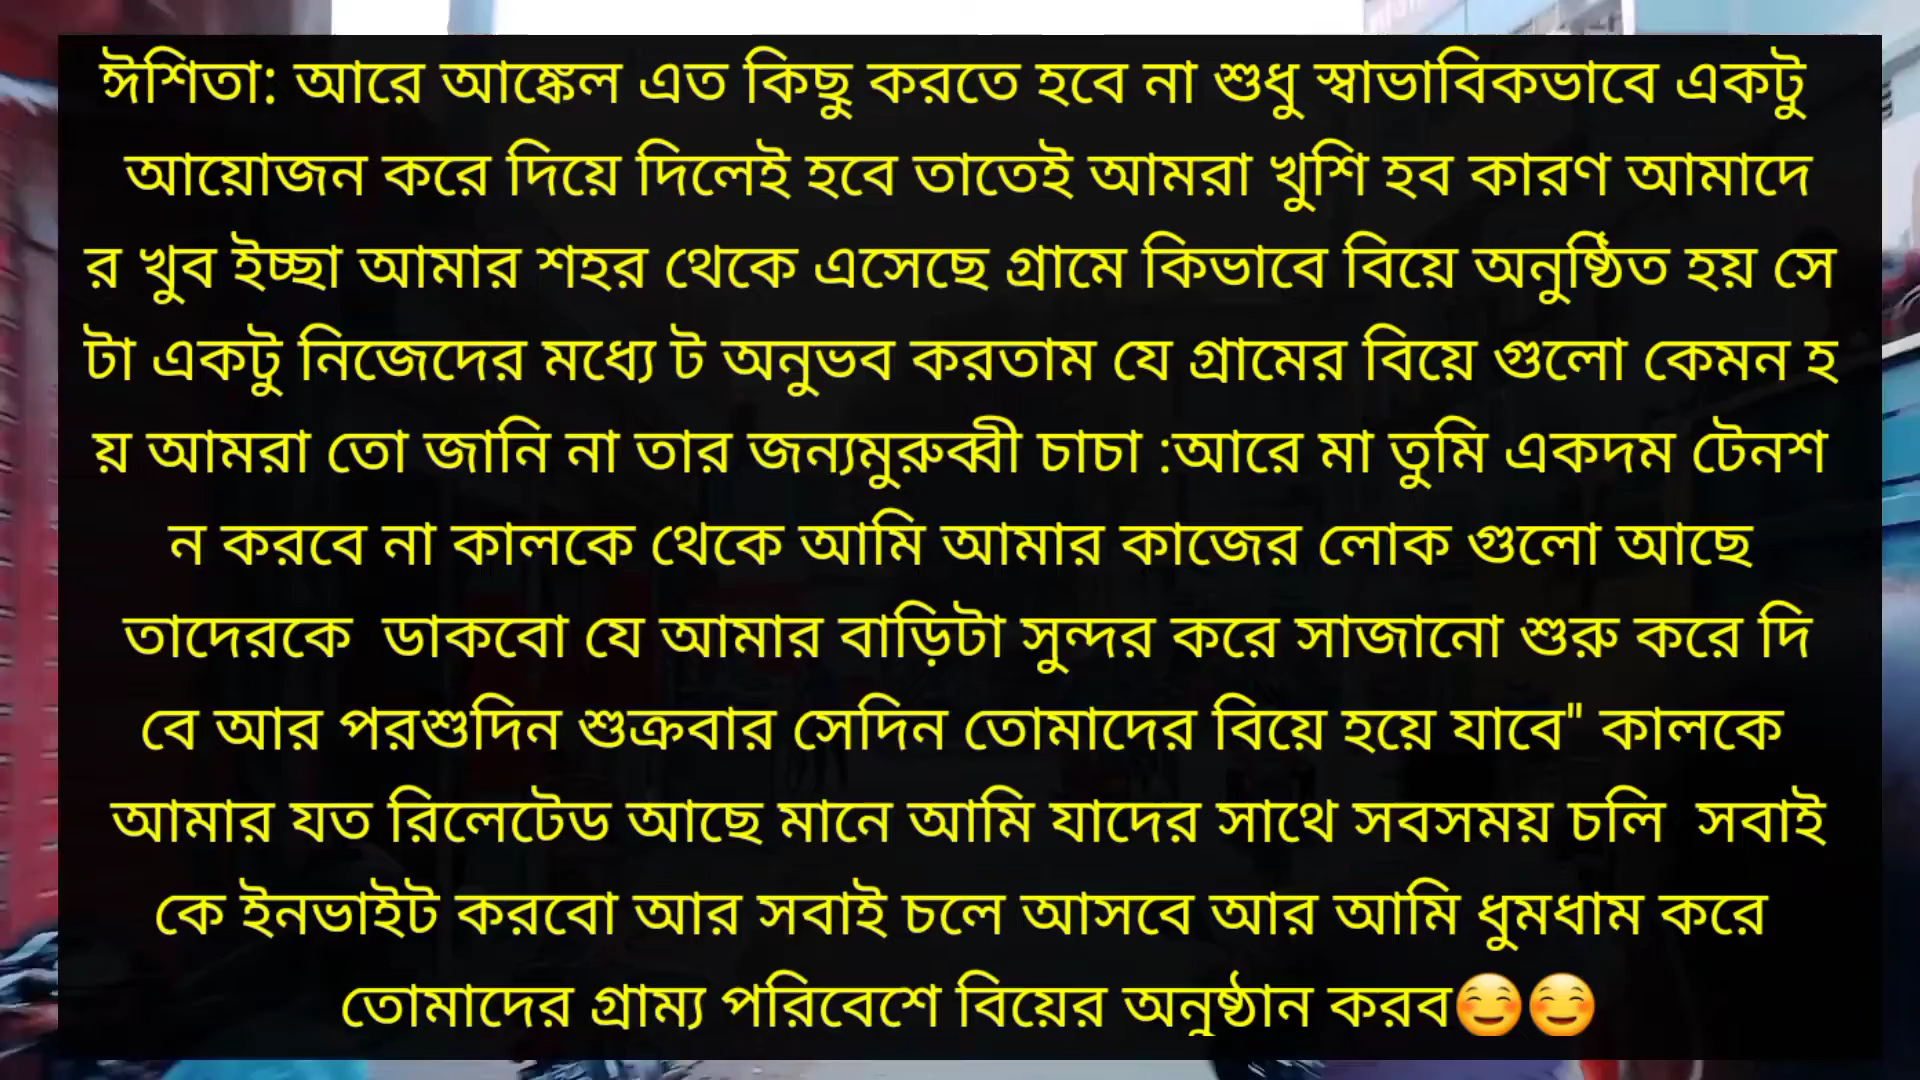 ঈশিতা: আরে আঙ্কেল এত কিছু করতে হবে না শুধু স্বাভাবিকভাবে একটু
আয়োজন করে দিয়ে দিলেই হবে তাতেই আমরা খুশি হব কারণ আমাদে
র খুব ইচ্ছা আমার শহর থেকে এসেছে গ্রামে কিভাবে বিয়ে অনুষ্ঠিত হয় সে
টা একটু নিজেদের মধ্যে ট অনুভব করতাম যে গ্রামের বিয়ে গুলো কেমন হ
য় আমরা তো জানি না তার জন্যমুরুব্বী চাচা :আরে মা তুমি একদম টেনশ
ন করবে না কালকে থেকে আমি আমার কাজের লোক গুলো আছে
তাদেরকে  ডাকবো যে আমার বাড়িটা সুন্দর করে সাজানো শুরু করে দি
বে আর পরশুদিন শুক্রবার সেদিন তোমাদের বিয়ে হয়ে যাবে" কালকে
আমার যত রিলেটেড আছে মানে আমি যাদের সাথে সবসময় চলি  সবাই
কে ইনভাইট করবো আর সবাই চলে আসবে আর আমি ধুমধাম করে
তোমাদের গ্রাম্য পরিবেশে বিয়ের অনুষ্ঠান করব😊😊